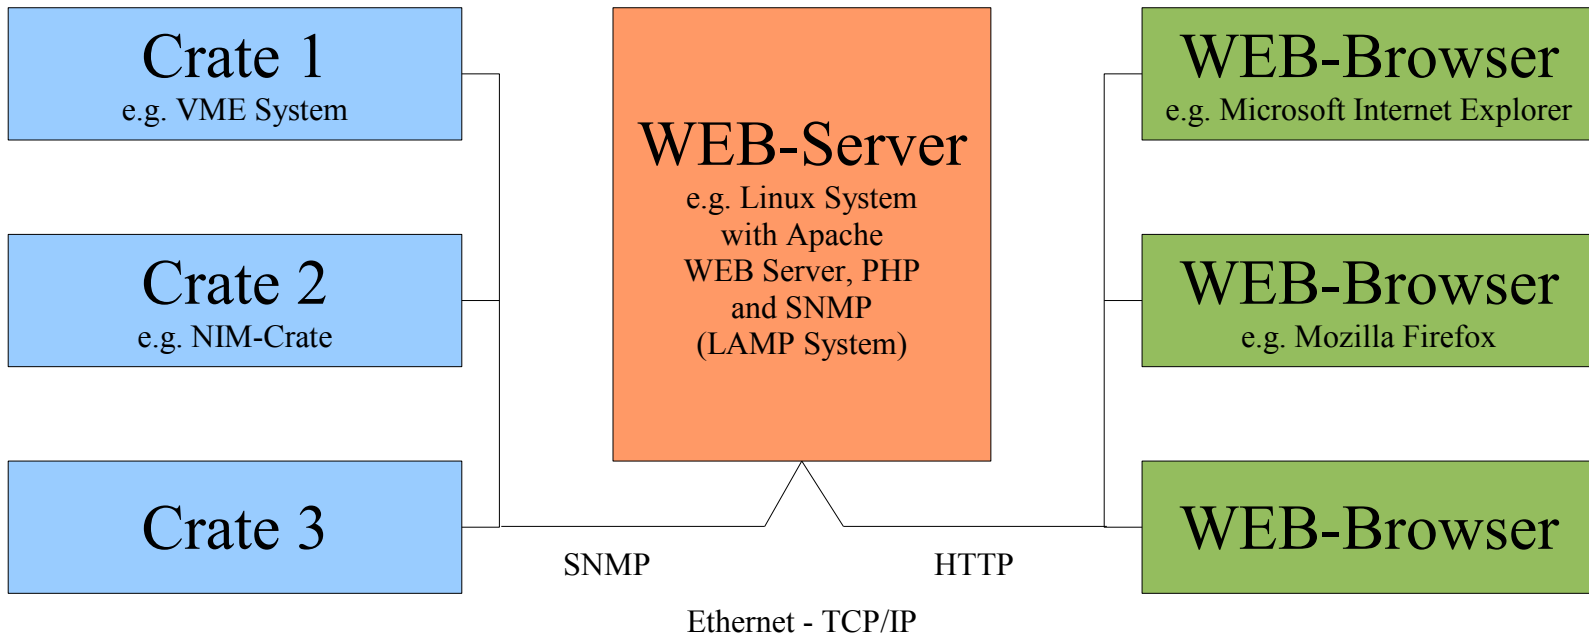 Crate 1
e.g. VME System
Crate 2
e.g. NIM-Crate
Crate 3
WEB-Server
e.g. Linux System
with Apache
WEB Server, PHP
and SNMP
(LAMP System)
WEB-Browser
e.g. Microsoft Internet Explorer
WEB-Browser
e.g. Mozilla Firefox
WEB-Browser
SNMP
HTTP
Ethernet - TCP/IP